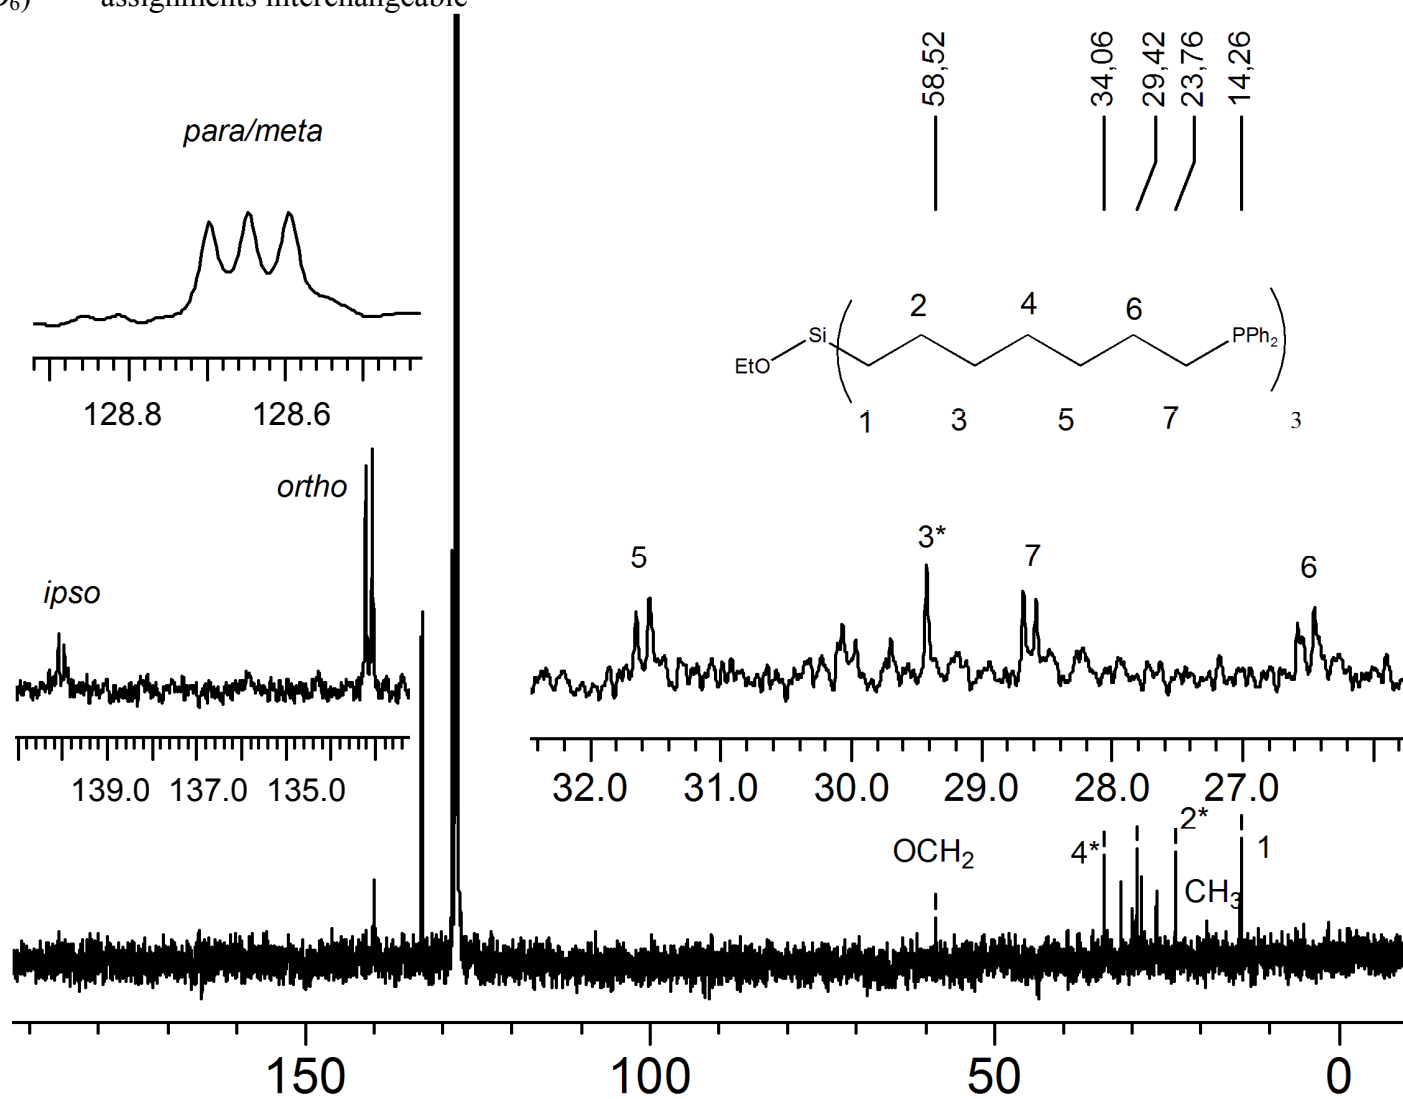 ₆) assignments interchangeable
58,52
34,06
29,42
23,76
14,26
para/meta
128.8 128.6
EtO Si 2 4 6 PPh₂
1 3 5 7 3
ortho
ipso
139.0 137.0 135.0
5 3* 7 6
32.0 31.0 30.0 29.0 28.0 27.0
OCH₂ 4* 2* CH₃ 1
150 100 50 0